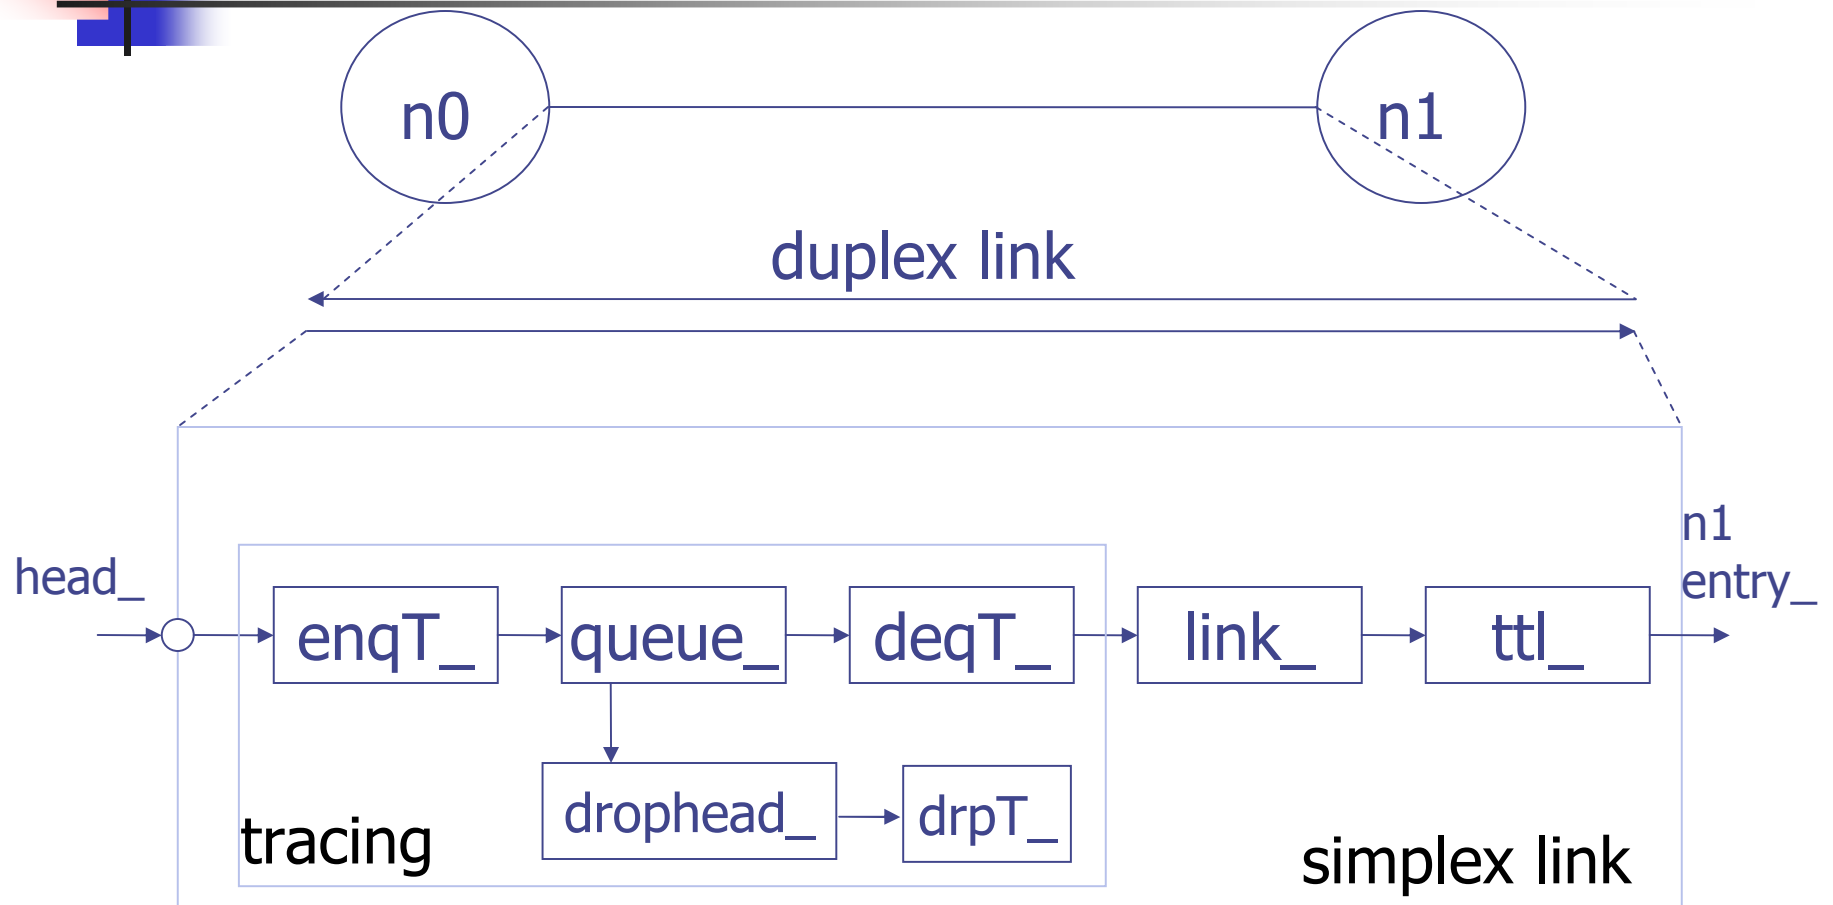 n0
n1
duplex link
n1
head_
entry_
enqT_
queue_
deqT_
link_
ttl_
drophead_
drpT_
tracing
simplex link